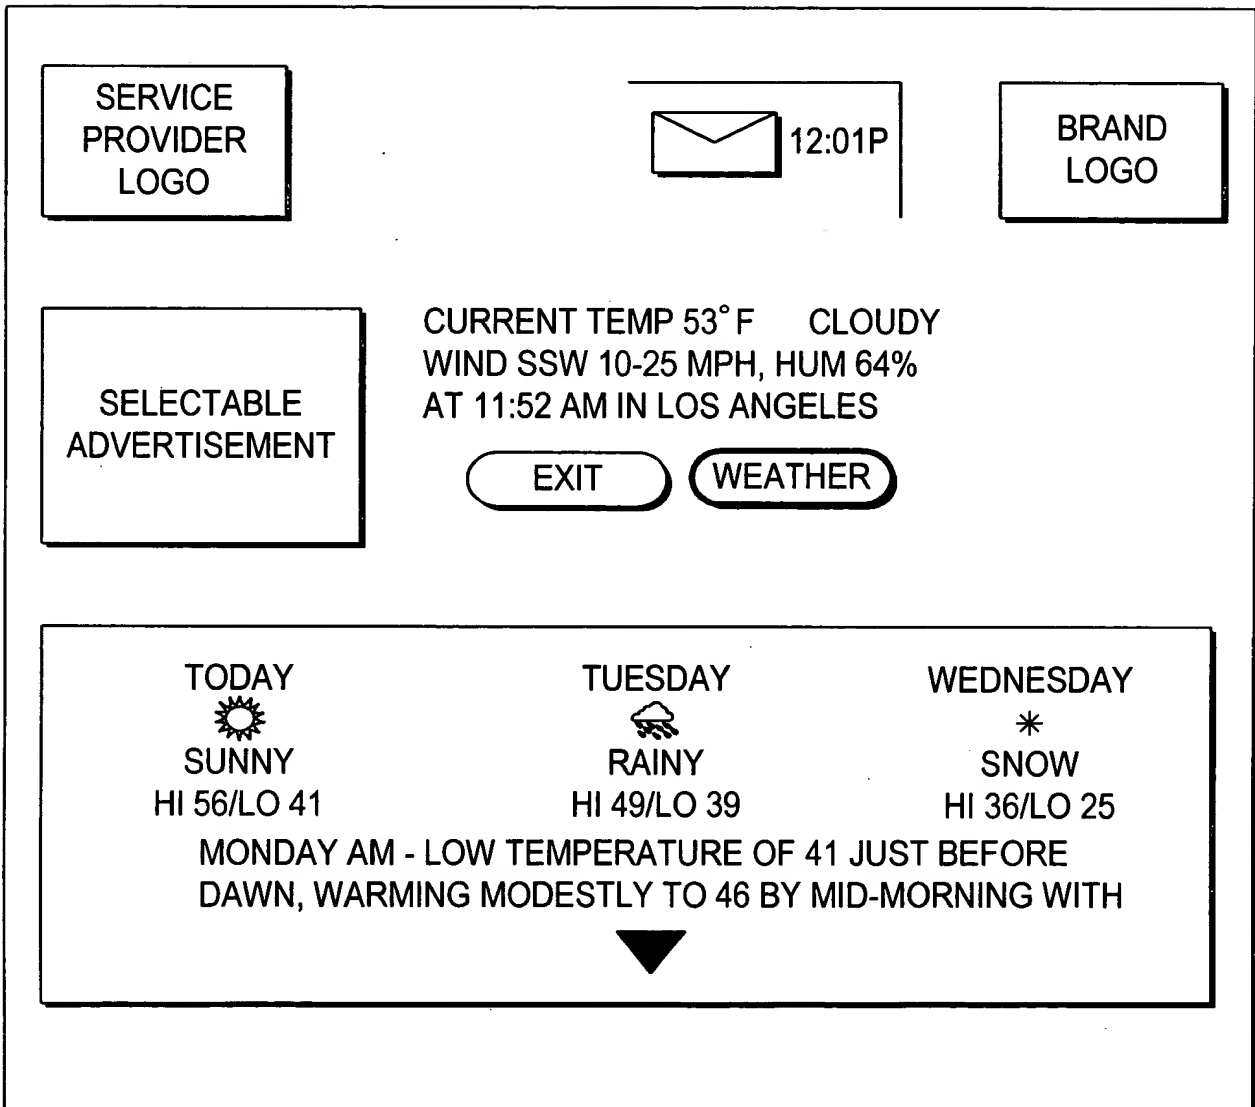 SERVICE
PROVIDER
LOGO
12:01P
BRAND
LOGO
SELECTABLE
ADVERTISEMENT
CURRENT TEMP 53°F CLOUDY
WIND SSW 10-25 MPH, HUM 64%
AT 11:52 AM IN LOS ANGELES
EXIT
WEATHER
TODAY
SUNNY
HI 56/LO 41
TUESDAY
RAINY
HI 49/LO 39
WEDNESDAY
SNOW
HI 36/LO 25
MONDAY AM - LOW TEMPERATURE OF 41 JUST BEFORE
DAWN, WARMING MODESTLY TO 46 BY MID-MORNING WITH